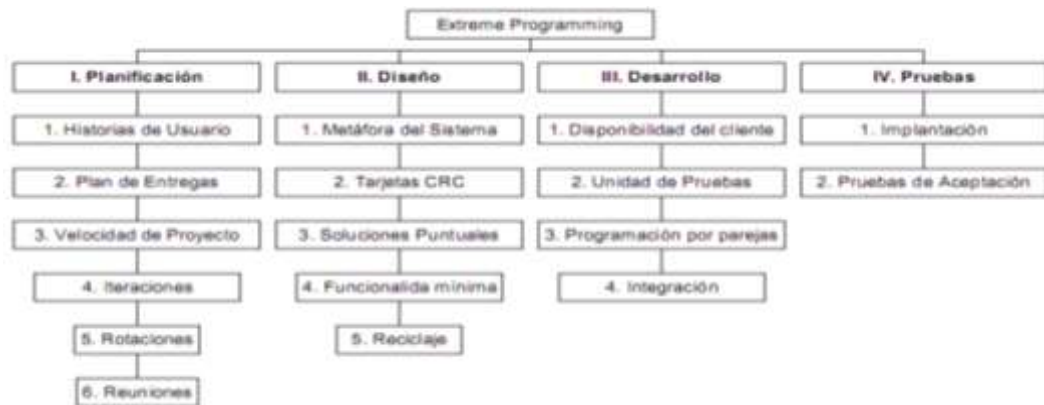 Extreme Programming
I. Planificación
1. Historias de Usuario
2. Plan de Entregas
3. Velocidad de Proyecto
4. Iteraciones
5. Rotaciones
6. Reuniones
II. Diseño
1. Metáfora del Sistema
2. Tarjetas CRC
3. Soluciones Puntuales
4. Funcionalida mínima
5. Reciclaje
III. Desarrollo
1. Disponibilidad del cliente
2. Unidad de Pruebas
3. Programación por parejas
4. Integración
IV. Pruebas
1. Implantación
2. Pruebas de Aceptación